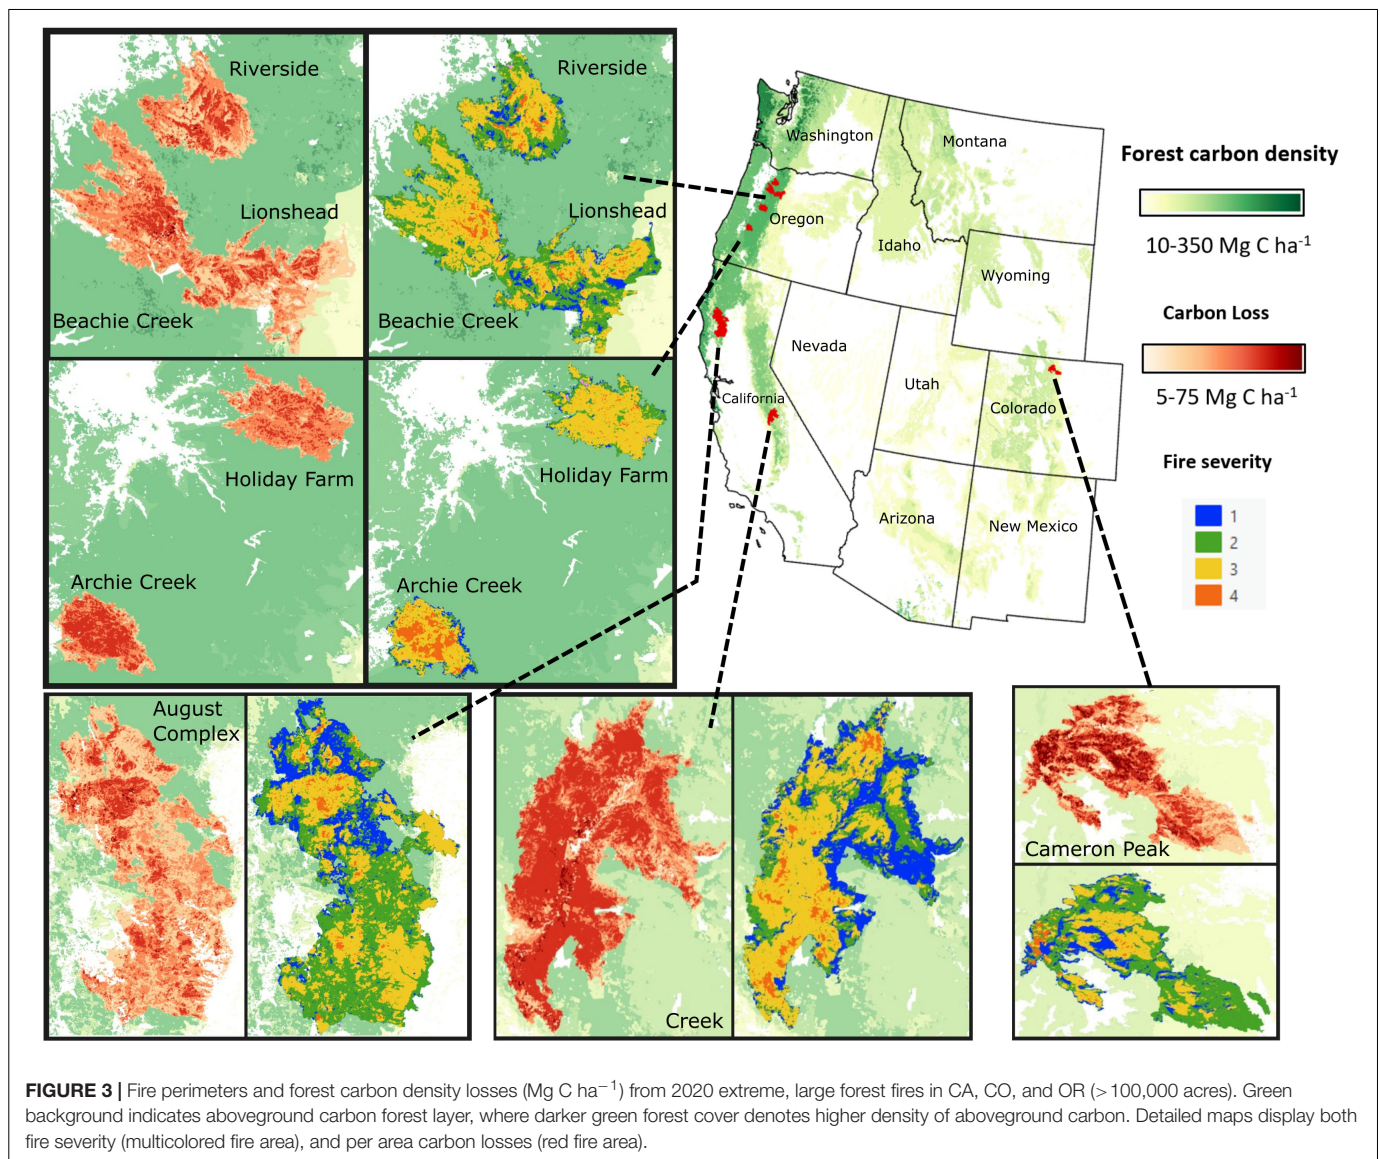 Riverside
Lionshead
Beachie Creek
Riverside
Lionshead
Beachie Creek
Holiday Farm
Archie Creek
Holiday Farm
Archie Creek
Washington
Montana
Oregon
Idaho
Wyoming
Nevada
Utah
California
Colorado
Arizona
New Mexico
Forest carbon density
10-350 Mg C ha-1
Carbon Loss
5-75 Mg C ha-1
Fire severity
1
2
3
4
August
Complex
Creek
Cameron Peak
FIGURE 3 | Fire perimeters and forest carbon density losses (Mg C ha−1) from 2020 extreme, large forest fires in CA, CO, and OR (>100,000 acres). Green
background indicates aboveground carbon forest layer, where darker green forest cover denotes higher density of aboveground carbon. Detailed maps display both
fire severity (multicolored fire area), and per area carbon losses (red fire area).